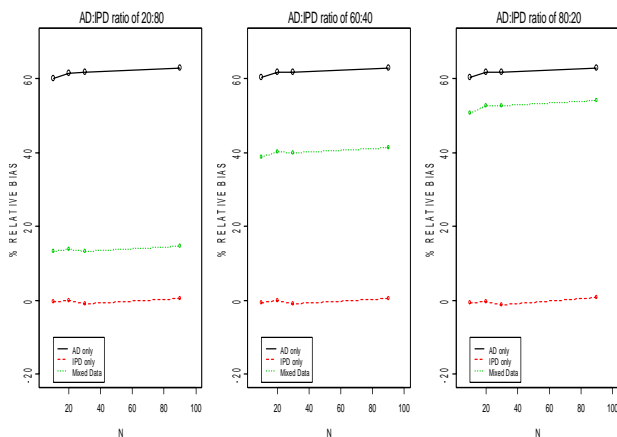 AD:IPD ratio of 20:80
% RELATIVE BIAS
60
40
20
0
-20
AD only
IPD only
Mixed Data
20
40
60
80
100
N
AD:IPD ratio of 60:40
% RELATIVE BIAS
60
40
20
0
-20
AD only
IPD only
Mixed Data
20
40
60
80
100
N
AD:IPD ratio of 80:20
% RELATIVE BIAS
60
40
20
0
-20
AD only
IPD only
Mixed Data
20
40
60
80
100
N